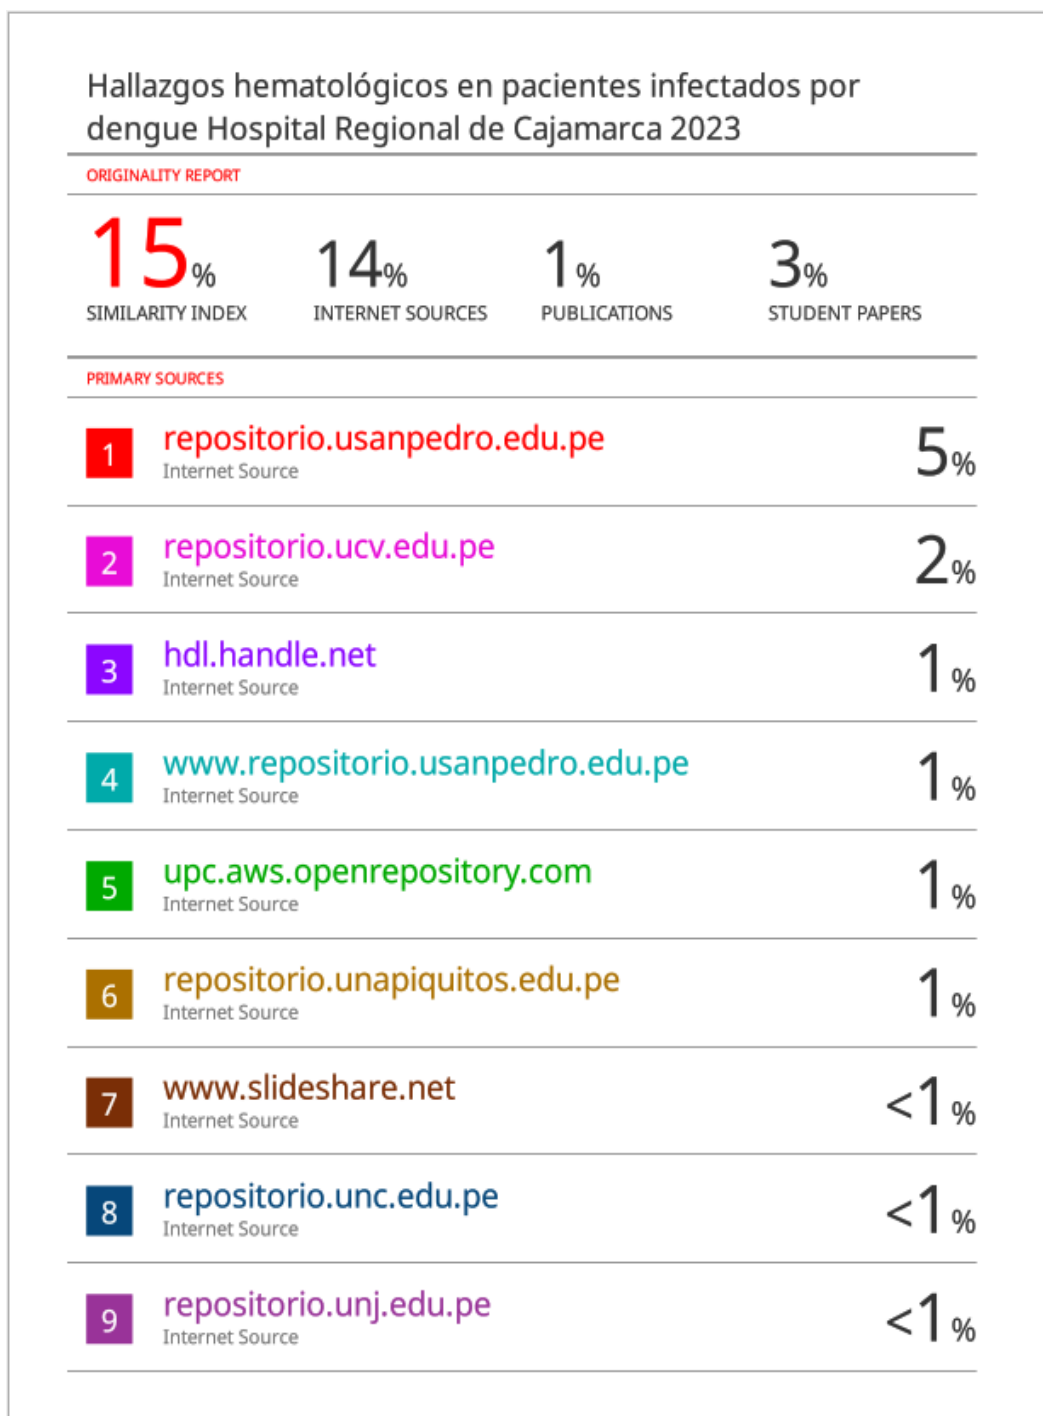 Hallazgos hematológicos en pacientes infectados por
dengue Hospital Regional de Cajamarca 2023
ORIGINALITY REPORT
15% 14% 1% 3%
SIMILARITY INDEX INTERNET SOURCES PUBLICATIONS STUDENT PAPERS
PRIMARY SOURCES
1 repositorio.usanpedro.edu.pe 5%
Internet Source
2 repositorio.ucv.edu.pe 2%
Internet Source
3 hdl.handle.net 1%
Internet Source
4 www.repositorio.usanpedro.edu.pe 1%
Internet Source
5 upc.aws.openrepository.com 1%
Internet Source
6 repositorio.unapiquitos.edu.pe 1%
Internet Source
7 www.slideshare.net <1%
Internet Source
8 repositorio.unc.edu.pe <1%
Internet Source
9 repositorio.unj.edu.pe <1%
Internet Source